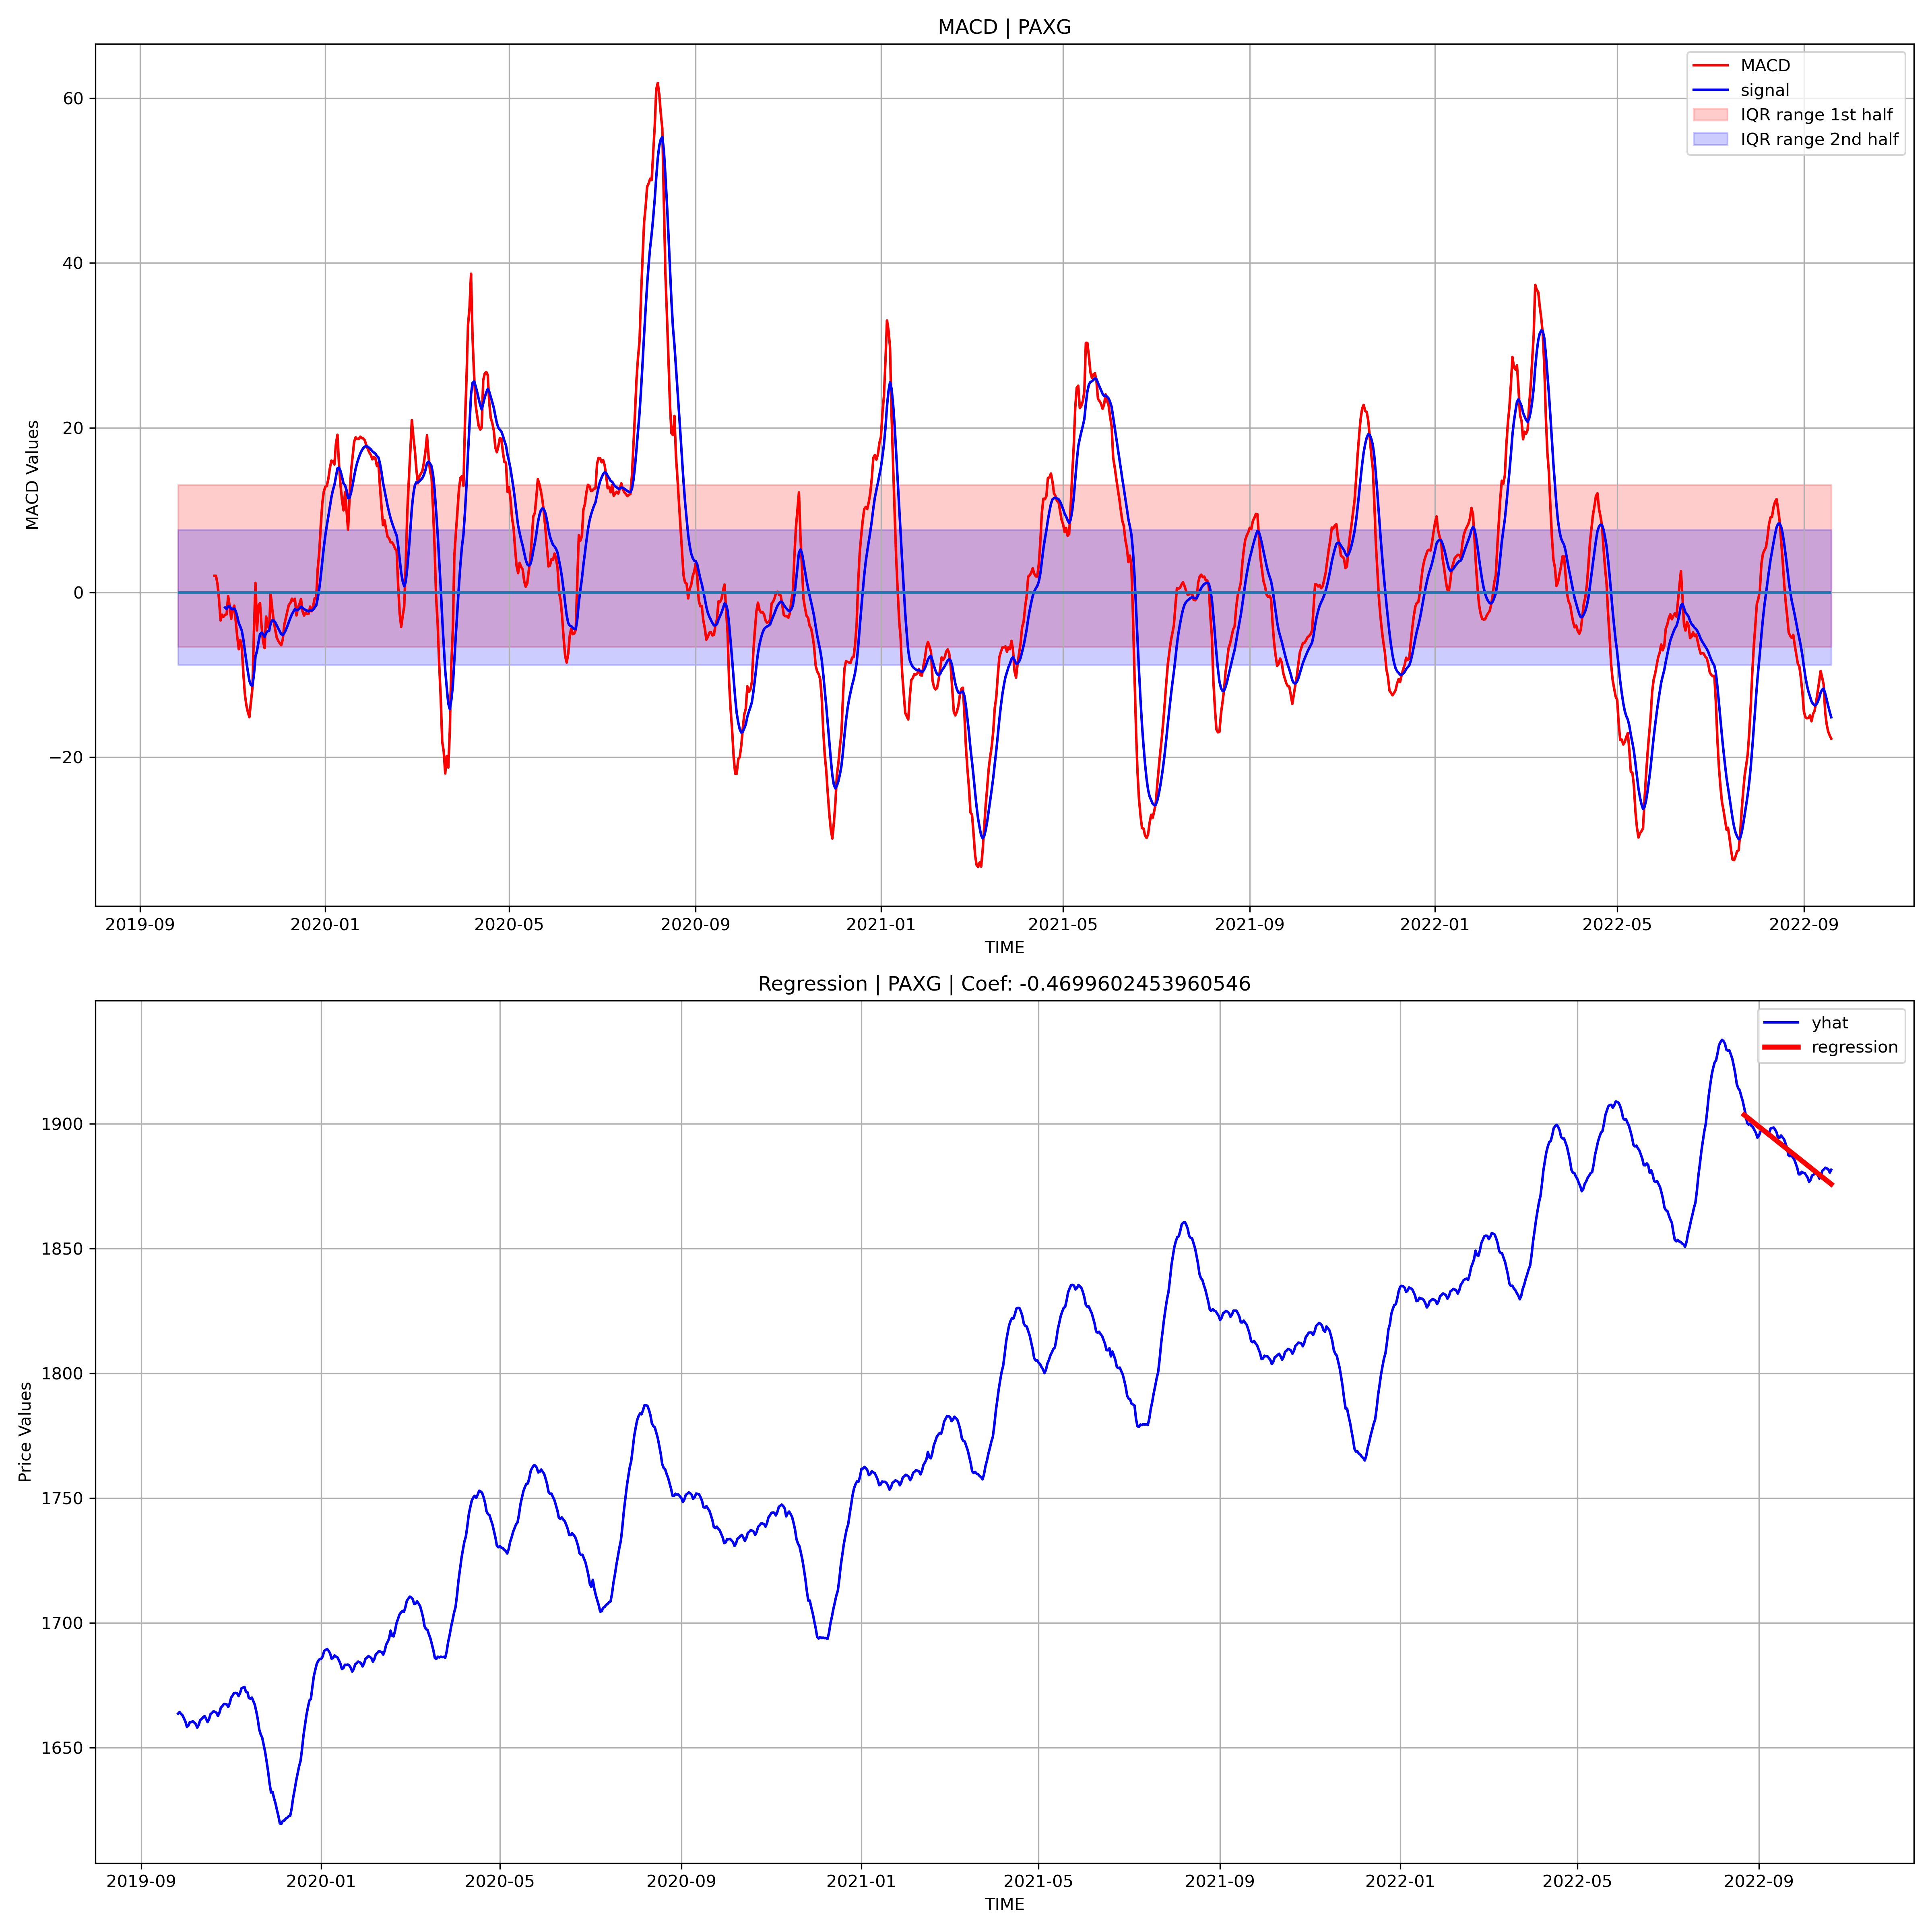 MACD | PAXG
MACD
signal
IQR range 1st half
IQR range 2nd half
MACD Values
60
40
20
0
−20
2019-09 2020-01 2020-05 2020-09 2021-01 2021-05 2021-09 2022-01 2022-05 2022-09
TIME
Regression | PAXG | Coef: -0.4699602453960546
yhat
regression
Price Values
1900
1850
1800
1750
1700
1650
2019-09 2020-01 2020-05 2020-09 2021-01 2021-05 2021-09 2022-01 2022-05 2022-09
TIME